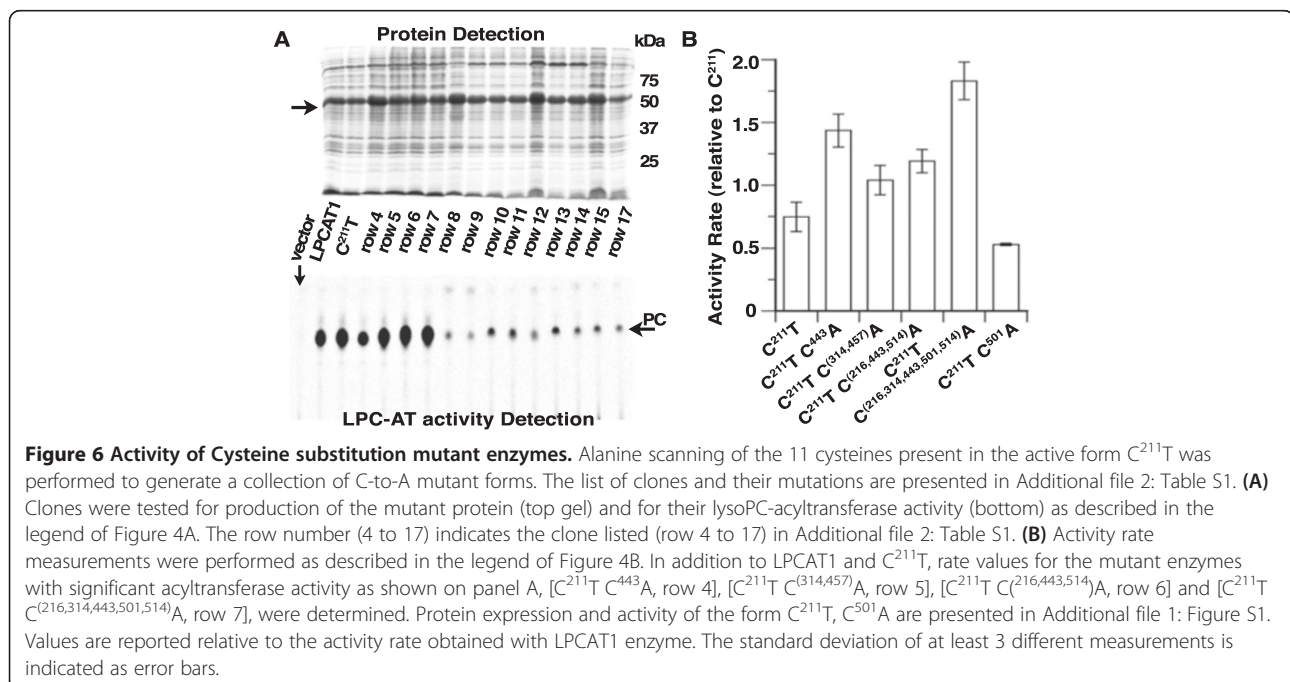 A
Protein Detection
kDa
75
50
37
25
vector
LPCAT1
C²¹¹T
row 4
row 5
row 6
row 7
row 8
row 9
row 10
row 11
row 12
row 13
row 14
row 15
row 17
PC
LPC-AT activity Detection
B
Activity Rate (relative to C²¹¹)
2.0
1.5
1.0
0.5
0
C²¹¹T
C²¹¹T C⁴⁴³A
C²¹¹T C⁽³¹⁴,⁴⁵⁷⁾A
C²¹¹T C⁽²¹⁶,⁴⁴³,⁵¹⁴⁾A
C²¹¹T
C⁽²¹⁶,³¹⁴,⁴⁴³,⁵⁰¹,⁵¹⁴⁾A
C²¹¹T C⁵⁰¹A
Figure 6 Activity of Cysteine substitution mutant enzymes. Alanine scanning of the 11 cysteines present in the active form C²¹¹T was
performed to generate a collection of C-to-A mutant forms. The list of clones and their mutations are presented in Additional file 2: Table S1. (A)
Clones were tested for production of the mutant protein (top gel) and for their lysoPC-acyltransferase activity (bottom) as described in the
legend of Figure 4A. The row number (4 to 17) indicates the clone listed (row 4 to 17) in Additional file 2: Table S1. (B) Activity rate
measurements were performed as described in the legend of Figure 4B. In addition to LPCAT1 and C²¹¹T, rate values for the mutant enzymes
with significant acyltransferase activity as shown on panel A, [C²¹¹T C⁴⁴³A, row 4], [C²¹¹T C⁽³¹⁴,⁴⁵⁷⁾A, row 5], [C²¹¹T C(²¹⁶,⁴⁴³,⁵¹⁴)A, row 6] and [C²¹¹T
C⁽²¹⁶,³¹⁴,⁴⁴³,⁵⁰¹,⁵¹⁴⁾A, row 7], were determined. Protein expression and activity of the form C²¹¹T, C⁵⁰¹A are presented in Additional file 1: Figure S1.
Values are reported relative to the activity rate obtained with LPCAT1 enzyme. The standard deviation of at least 3 different measurements is
indicated as error bars.